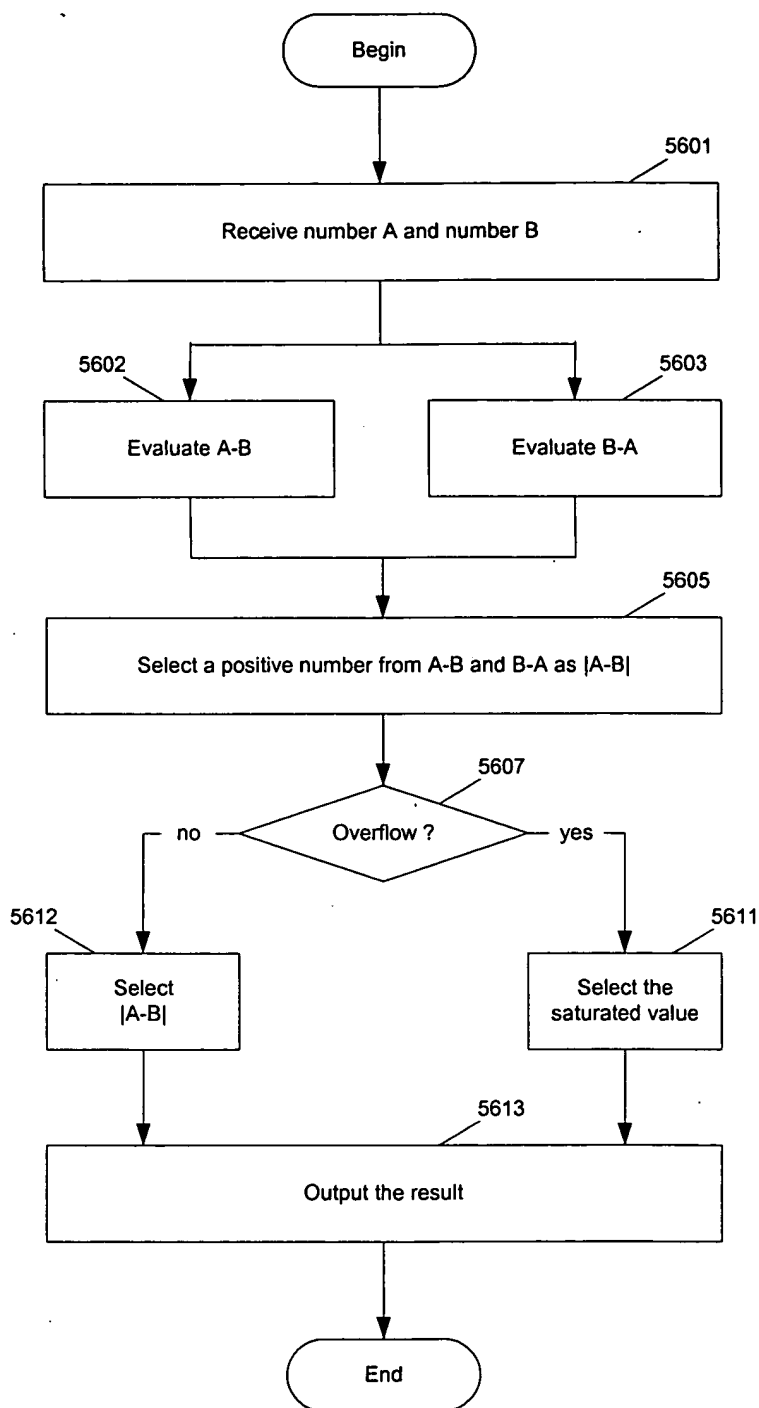 Begin
5601
Receive number A and number B
5602
5603
Evaluate A-B
Evaluate B-A
5605
Select a positive number from A-B and B-A as |A-B|
5607
no
Overflow ?
yes
5612
5611
Select
|A-B|
Select the
saturated value
5613
Output the result
End